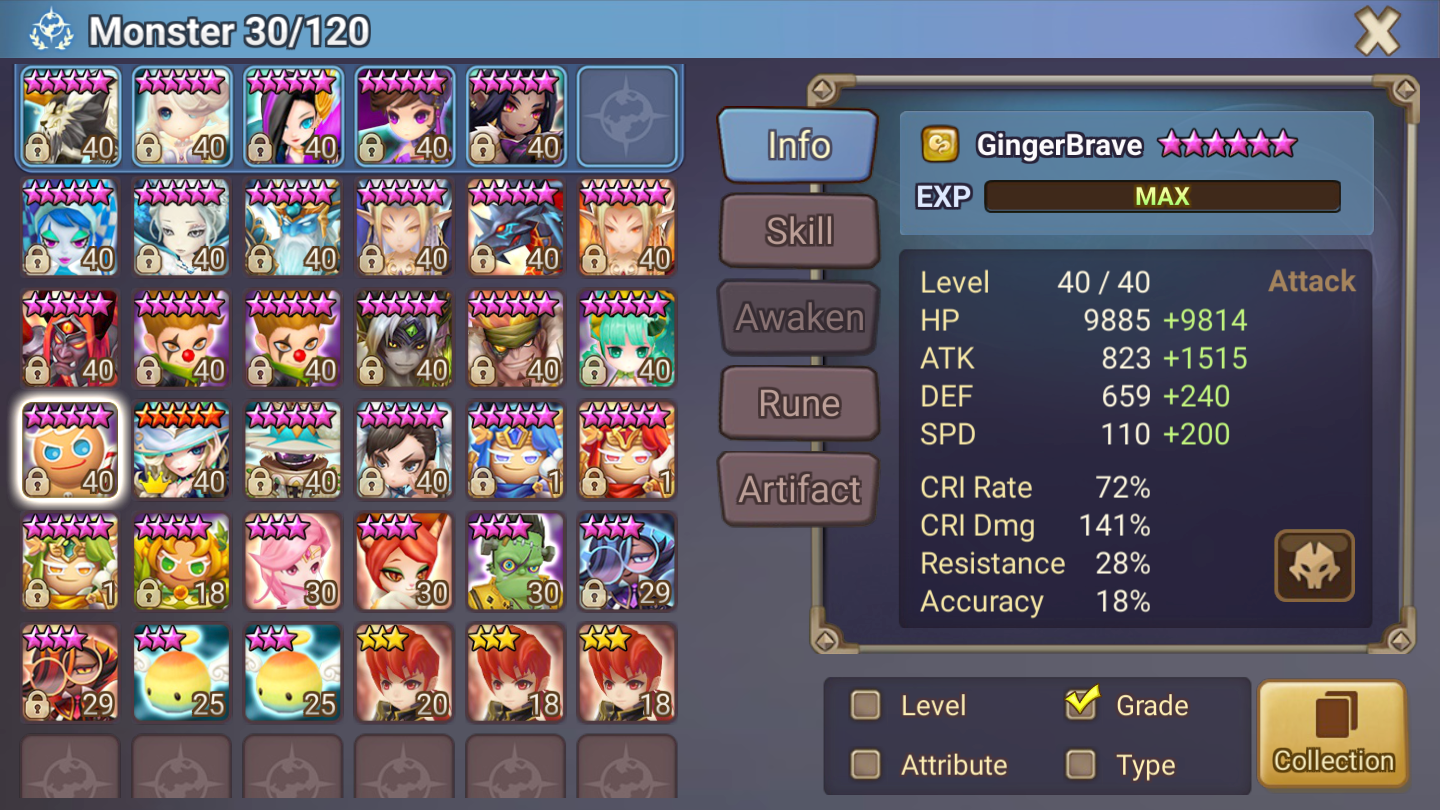 Monster 30/120
40 40 40 40 40
40 40 40 40 40 40
40 40 40 40 40 40
40 40 40 40 1 1
1 18 30 30 30 29
29 25 25 20 18 18
Info
Skill
Awaken
Rune
Artifact
GingerBrave
EXP MAX
Level 40 / 40 Attack
HP 9885 +9814
ATK 823 +1515
DEF 659 +240
SPD 110 +200
CRI Rate 72%
CRI Dmg 141%
Resistance 28%
Accuracy 18%
Level Grade
Attribute Type
Collection